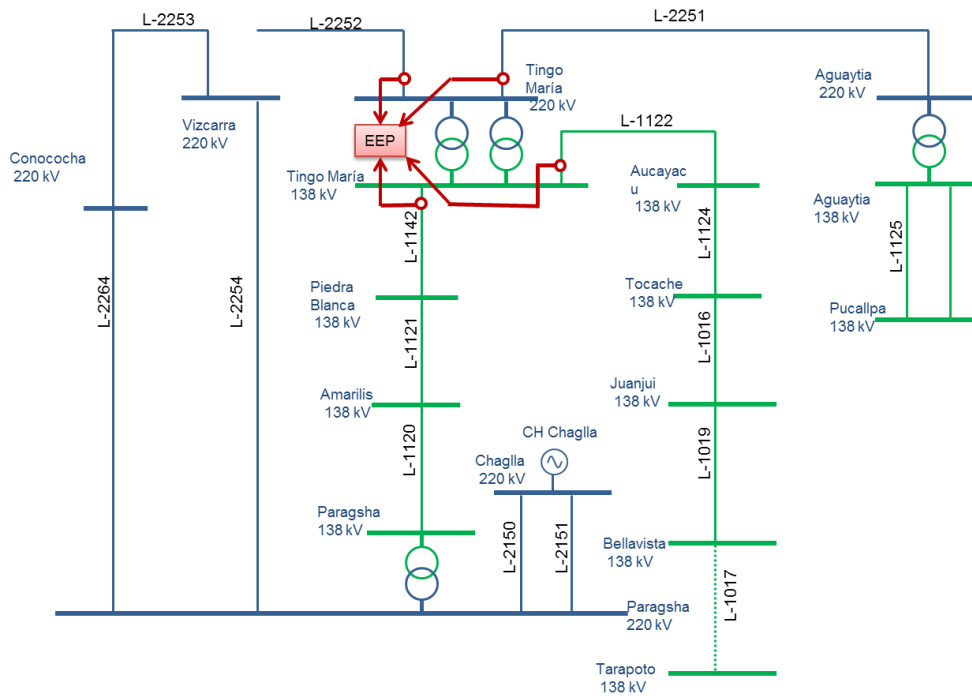 L-2253
L-2252
L-2251
Tingo
María
220 kV
Aguaytia
220 kV
Vizcarra
220 kV
EEP
L-1122
Conococha
220 kV
Tingo María
138 kV
Aucayac
u
138 kV
Aguaytia
138 kV
L-1142
L-1124
L-1125
L-2264
L-2254
Piedra
Blanca
138 kV
Tocache
138 kV
Pucallpa
138 kV
L-1121
L-1016
Amarilis
138 kV
Juanjui
138 kV
L-1120
CH Chaglla
Chaglla
220 kV
L-1019
Paragsha
138 kV
L-2150
L-2151
Bellavista
138 kV
L-1017
Paragsha
220 kV
Tarapoto
138 kV